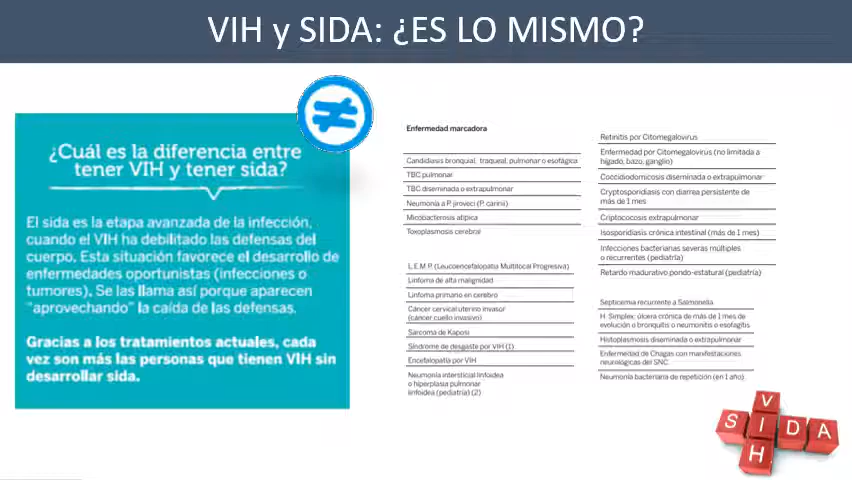 VIH y SIDA: ¿ES LO MISMO?
¿Cuál es la diferencia entre
tener VIH y tener sida?
El sida es la etapa avanzada de la infección,
cuando el VIH ha debilitado las defensas del
cuerpo. Esta situación favorece el desarrollo de
enfermedades oportunistas (infecciones o
tumores). Se las llama así porque aparecen
"aprovechando" la caída de las defensas.
Gracias a los tratamientos actuales, cada
vez son más las personas que tienen VIH sin
desarrollar sida.
Enfermedad marcadora
Candidiasis bronquial, traqueal, pulmonar o esofágica
TBC pulmonar
TBC diseminada o extrapulmonar
Neumonía a P. jiroveci (P. carinii)
Micobacterosis atípica
Toxoplasmosis cerebral
L.E.M.P. (Leucoencefalopatía Multifocal Progresiva)
Linfoma de alta malignidad
Linfoma primario en cerebro
Cáncer cervical uterino invasor
(cáncer cuello invasivo)
Sarcoma de Kaposi
Síndrome de desgaste por VIH (1)
Encefalopatía por VIH
Neumonía intersticial linfoidea
o hiperplasia pulmonar
linfoidea (pediatría) (2)
Retinitis por Citomegalovirus
Enfermedad por Citomegalovirus (no limitada a
hígado, bazo, ganglio)
Coccidiodomicosis diseminada o extrapulmonar
Cryptosporidiasis con diarrea persistente de
más de 1 mes
Criptococosis extrapulmonar
Isosporidiasis crónica intestinal (más de 1 mes)
Infecciones bacterianas severas múltiples
o recurrentes (pediatría)
Retardo madurativo pondo-estatural (pediatría)
Septicemia recurrente a Salmonella
H. Simplex: úlcera crónica de más de 1 mes de
evolución o bronquitis o neumonitis o esofagitis
Histoplasmosis diseminada o extrapulmonar
Enfermedad de Chagas con manifestaciones
neurológicas del SNC
Neumonía bacteriana de repetición (en 1 año)
VIH
SIDA